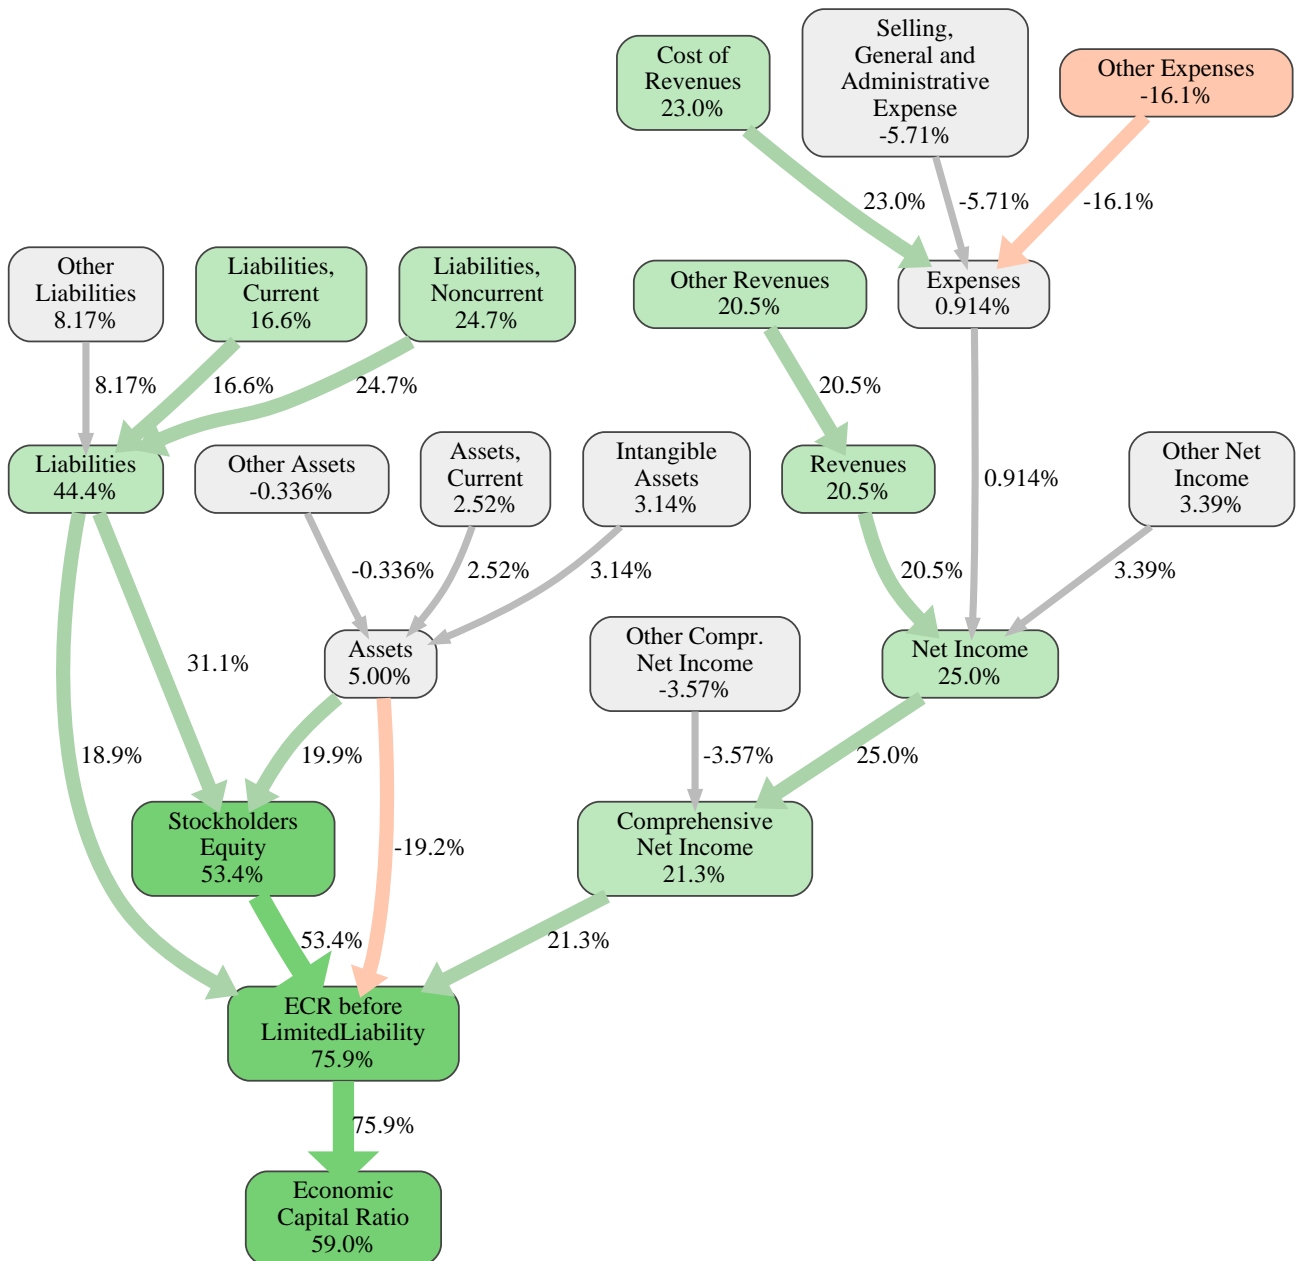 Cost of
Revenues
23.0%
Selling,
General and
Administrative
Expense
-5.71%
Other Expenses
-16.1%
23.0%
-5.71%
-16.1%
Other
Liabilities
8.17%
Liabilities,
Current
16.6%
Liabilities,
Noncurrent
24.7%
Other Revenues
20.5%
Expenses
0.914%
8.17%
16.6%
24.7%
20.5%
Liabilities
44.4%
Other Assets
-0.336%
Assets,
Current
2.52%
Intangible
Assets
3.14%
Revenues
20.5%
0.914%
Other Net
Income
3.39%
-0.336%
2.52%
3.14%
20.5%
3.39%
31.1%
Assets
5.00%
Other Compr.
Net Income
-3.57%
Net Income
25.0%
18.9%
19.9%
-3.57%
25.0%
Stockholders
Equity
53.4%
-19.2%
Comprehensive
Net Income
21.3%
53.4%
21.3%
ECR before
LimitedLiability
75.9%
75.9%
Economic
Capital Ratio
59.0%